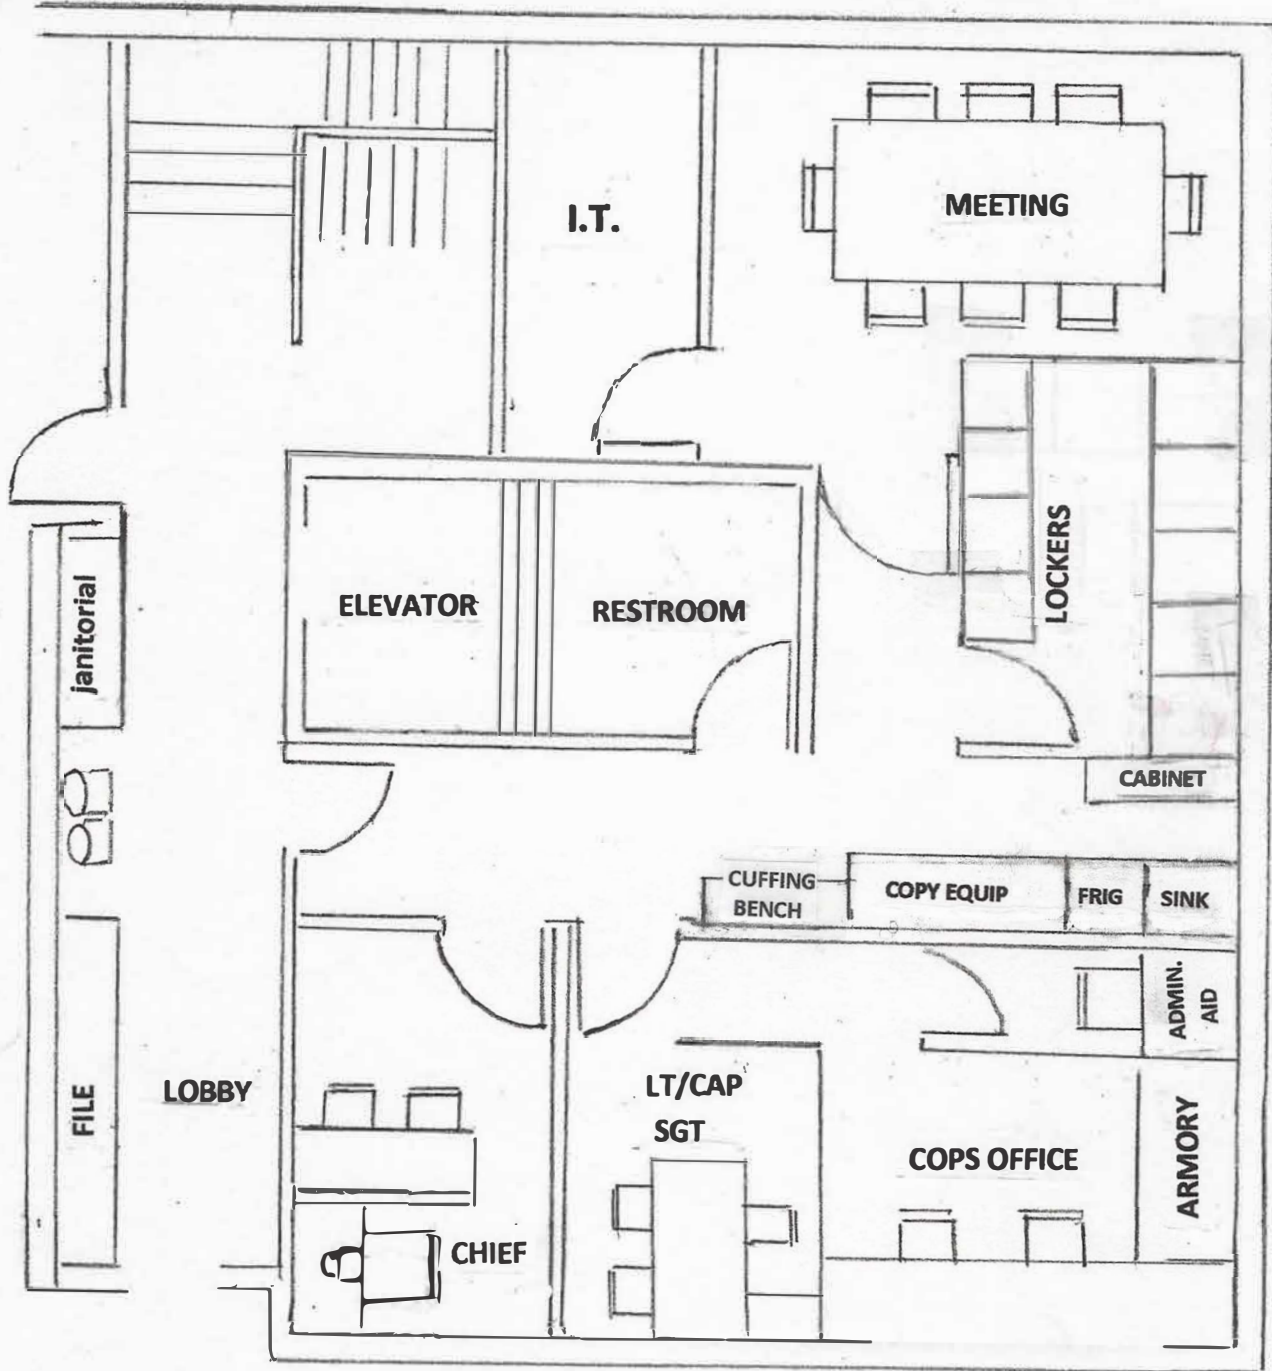 I.T.
MEETING
janitorial
ELEVATOR
RESTROOM
LOCKERS
CABINET
CUFFING
BENCH
COPY EQUIP
FRIG
SINK
FILE
LOBBY
CHIEF
LT/CAP
SGT
COPS OFFICE
ADMIN.
AID
ARMORY